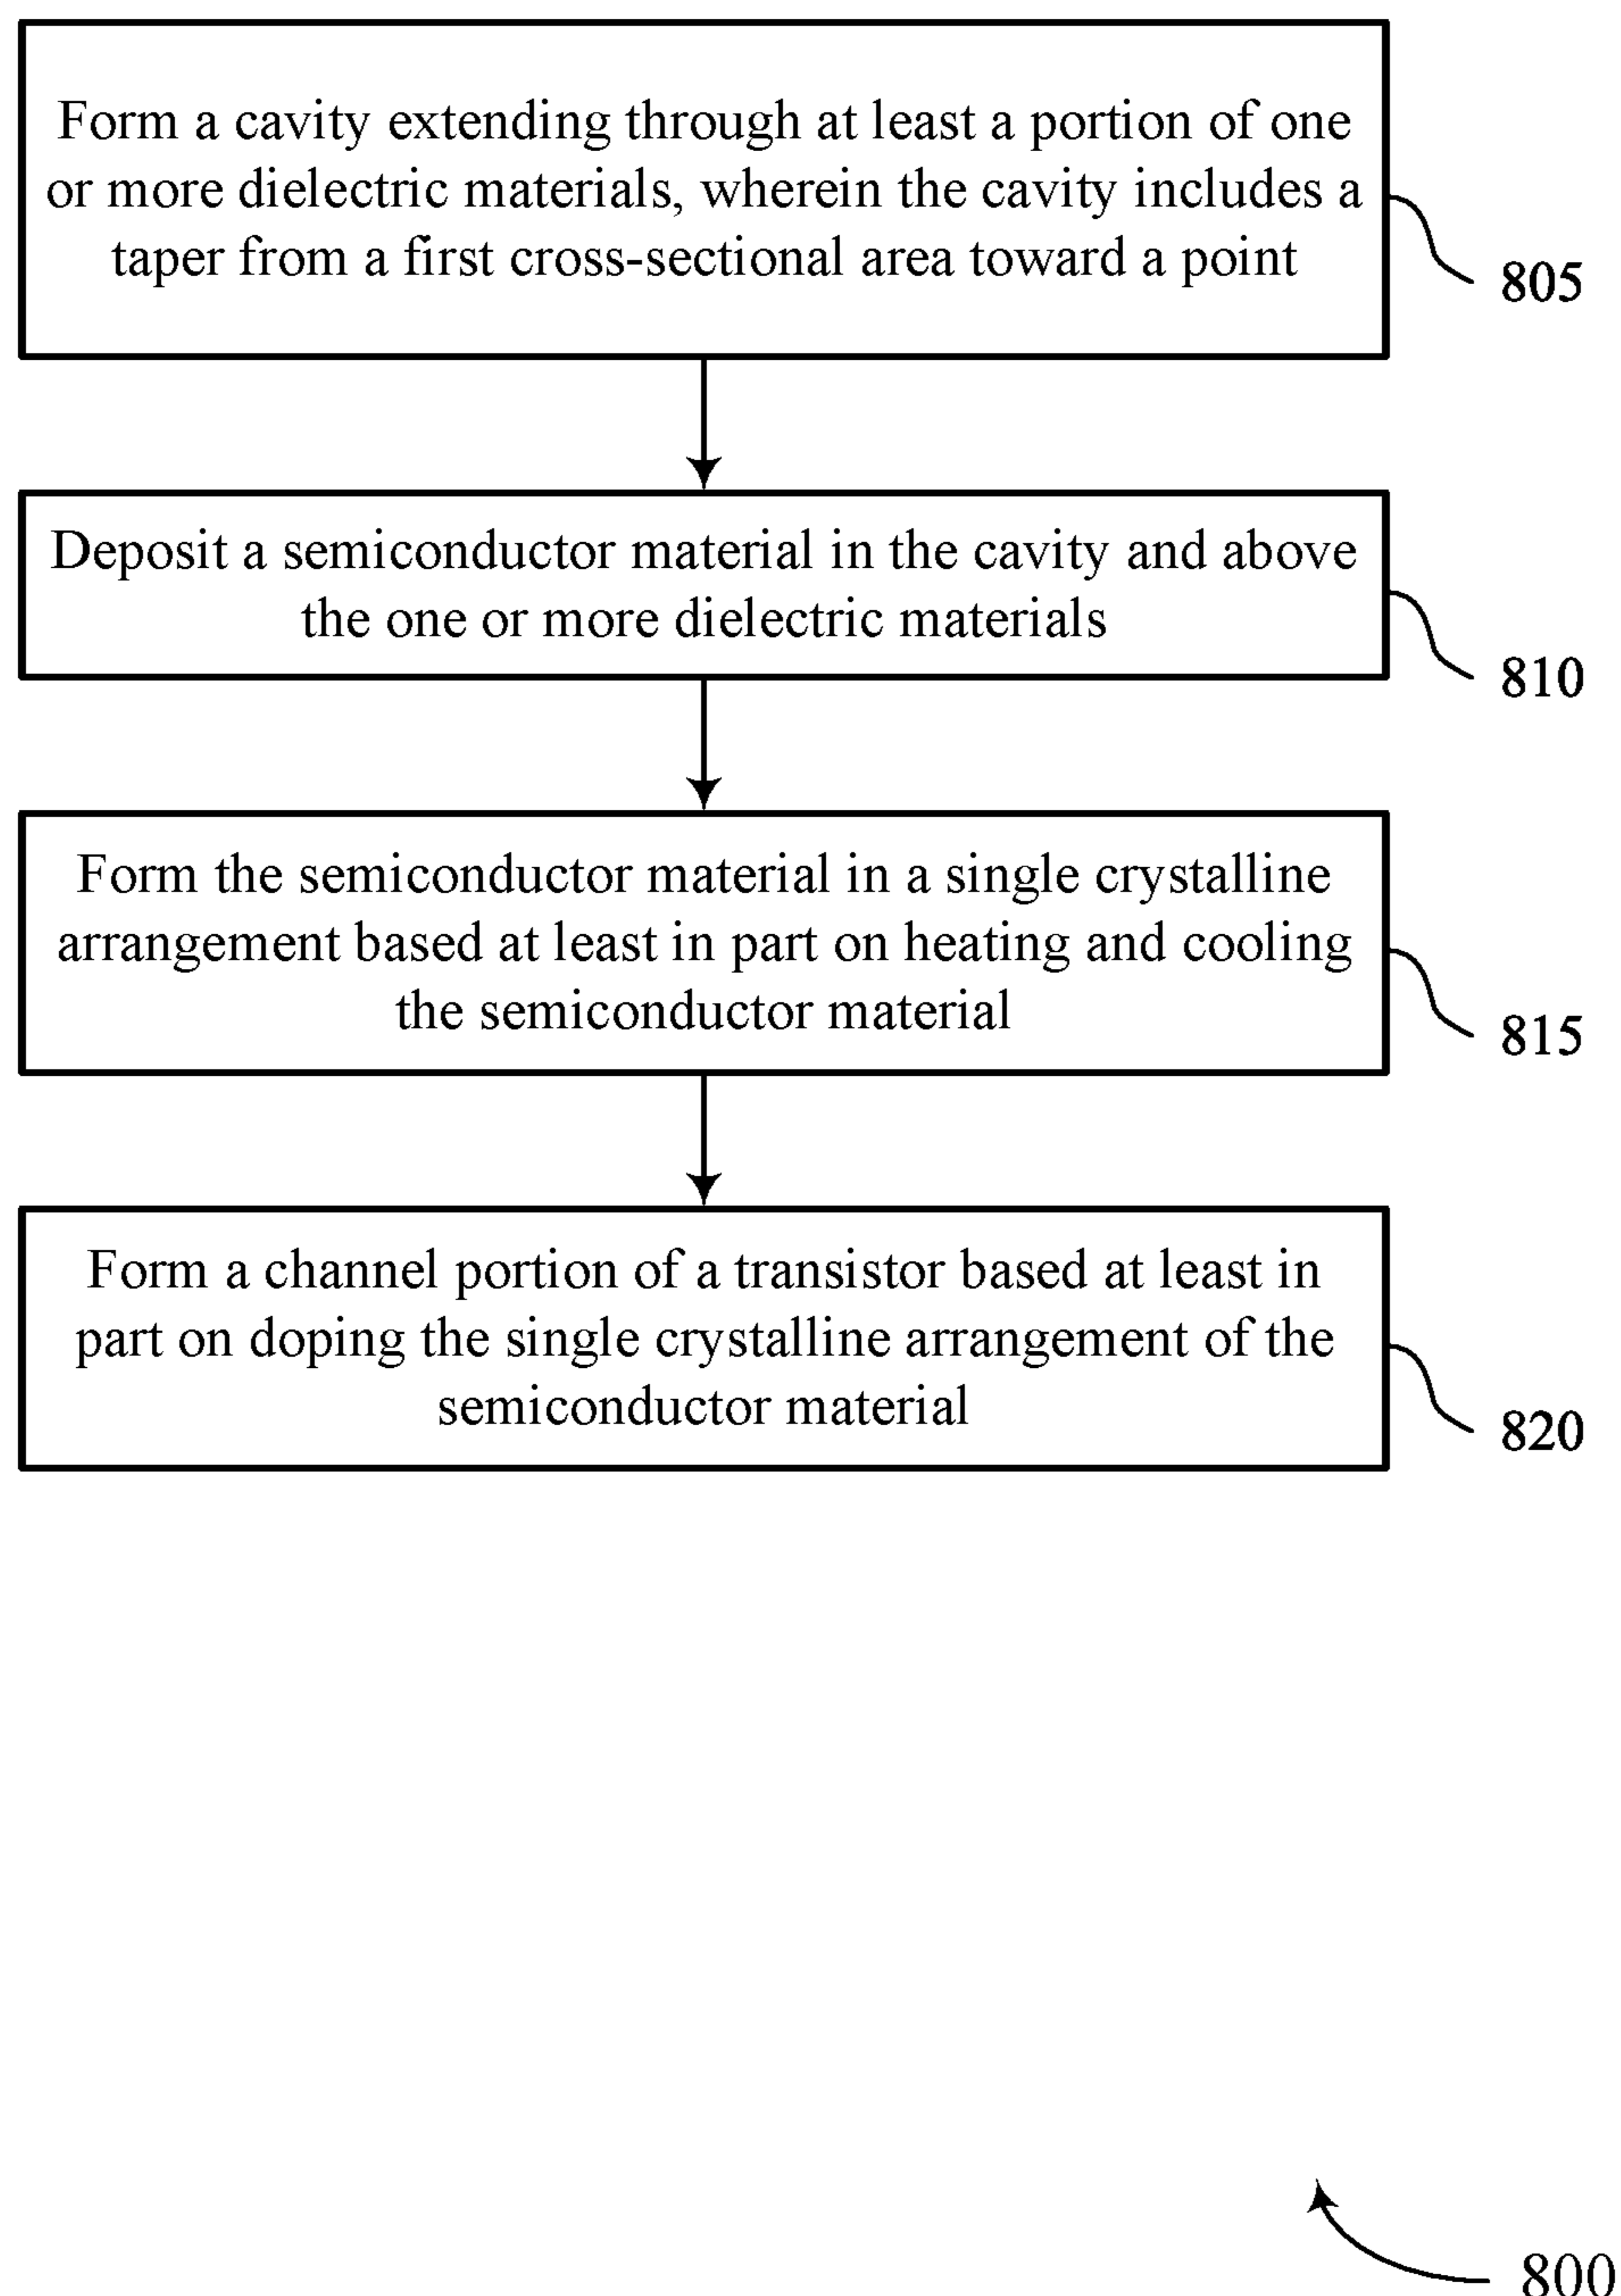 Form a cavity extending through at least a portion of one
or more dielectric materials, wherein the cavity includes a
taper from a first cross-sectional area toward a point
805
Deposit a semiconductor material in the cavity and above
the one or more dielectric materials
810
Form the semiconductor material in a single crystalline
arrangement based at least in part on heating and cooling
the semiconductor material
815
Form a channel portion of a transistor based at least in
part on doping the single crystalline arrangement of the
semiconductor material
820
800